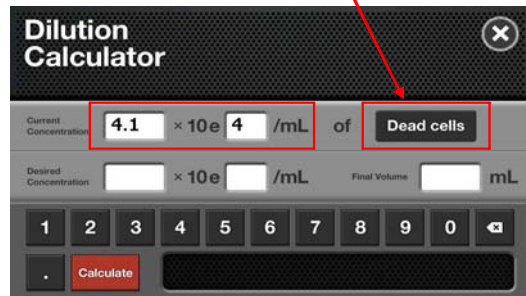 Dilution
Calculator
Current
Concentration 4.1 × 10e 4 /mL of Dead cells
Desired
Concentration × 10e /mL Final Volume mL
1 2 3 4 5 6 7 8 9 0
. Calculate